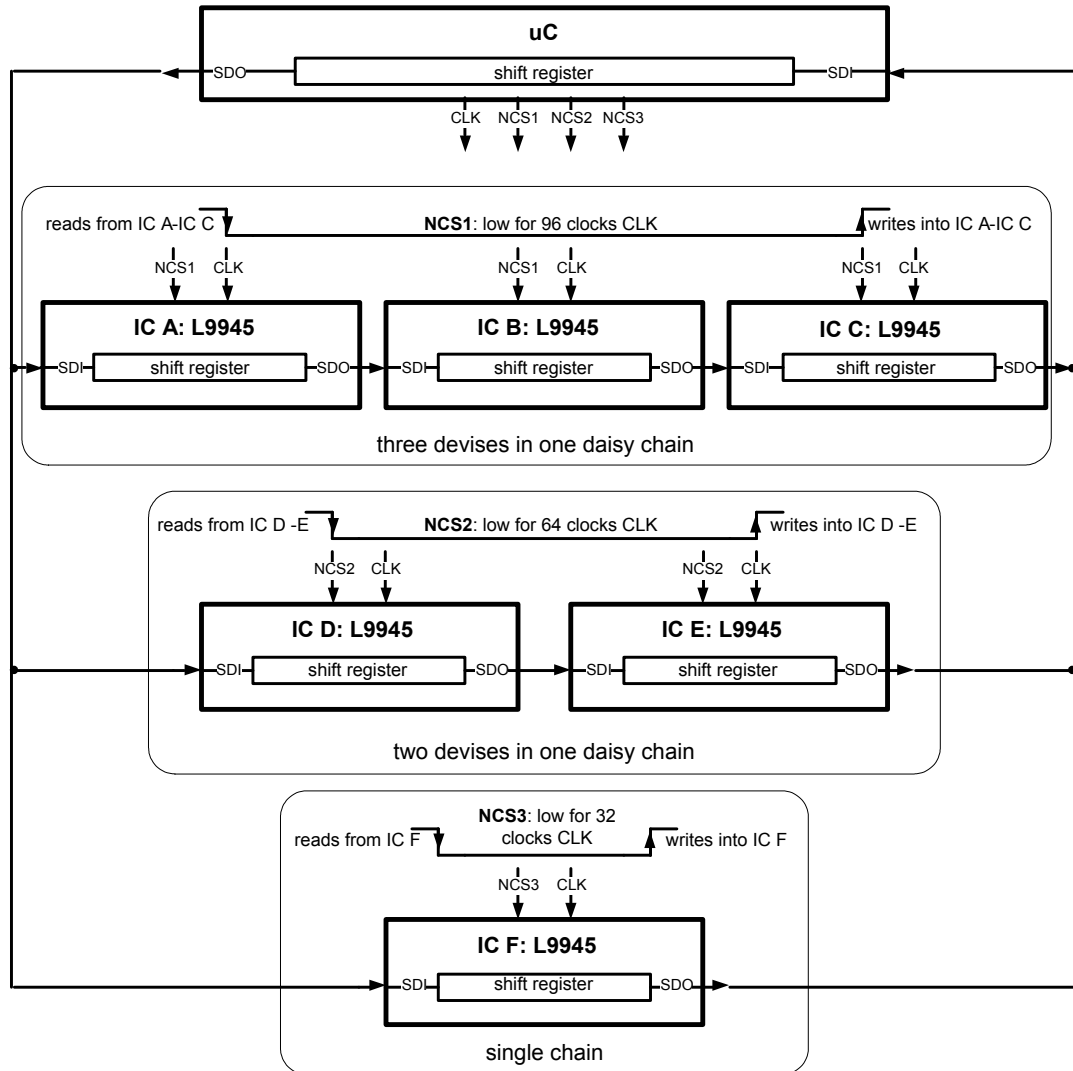 uC
SDO shift register SDI
CLK NCS1 NCS2 NCS3
reads from IC A-IC C NCS1: low for 96 clocks CLK writes into IC A-IC C
NCS1 CLK NCS1 CLK NCS1 CLK
IC A: L9945 IC B: L9945 IC C: L9945
SDI shift register SDO SDI shift register SDO SDI shift register SDO
three devises in one daisy chain
reads from IC D -E NCS2: low for 64 clocks CLK writes into IC D -E
NCS2 CLK NCS2 CLK
IC D: L9945 IC E: L9945
SDI shift register SDO SDI shift register SDO
two devises in one daisy chain
NCS3: low for 32
clocks CLK
reads from IC F writes into IC F
NCS3 CLK
IC F: L9945
SDI shift register SDO
single chain